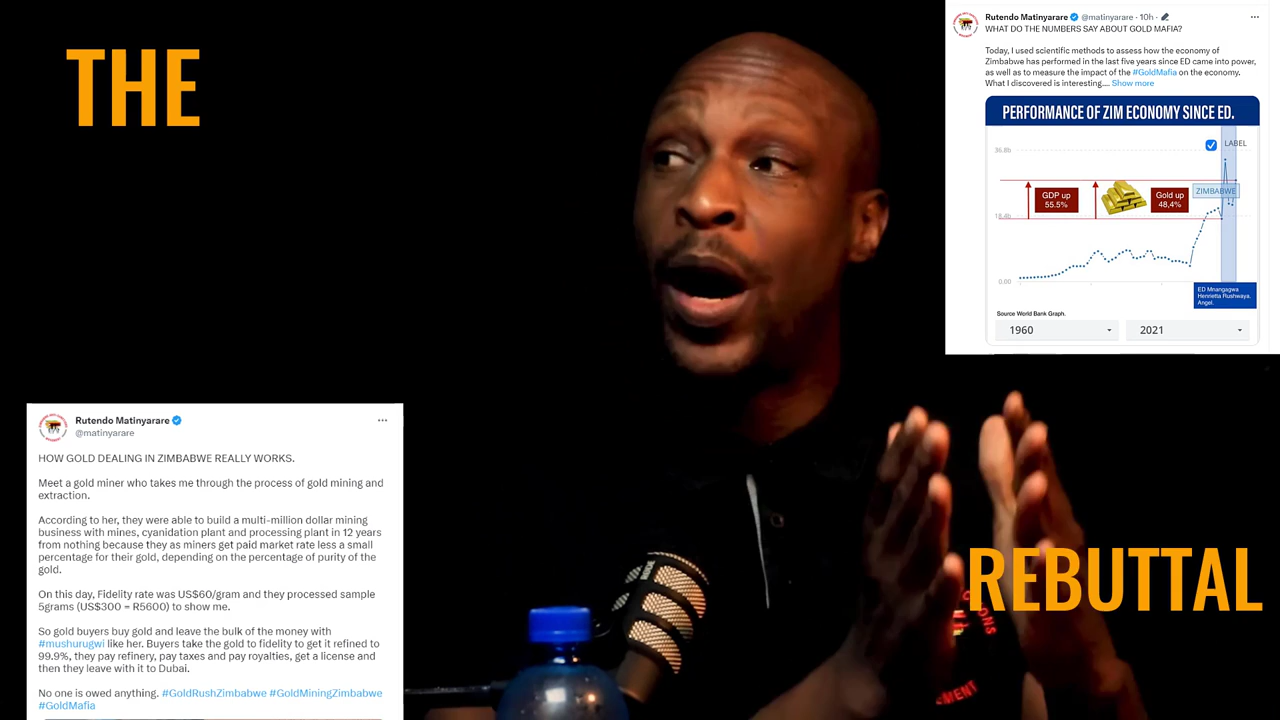 THE
REBUTTAL
Rutendo Matinyarare @matinyarare · 10h ·
WHAT DO THE NUMBERS SAY ABOUT GOLD MAFIA?
Today, I used scientific methods to assess how the economy of
Zimbabwe has performed in the last five years since ED came into power,
as well as to measure the impact of the #GoldMafia on the economy.
What I discovered is interesting.... Show more
PERFORMANCE OF ZIM ECONOMY SINCE ED.
36.8b
LABEL
GDP up
55.5%
Gold up
48,4%
ZIMBABWE
18.4b
0.00
ED Mnangagwa
Henrietta Rushwaya.
Angel.
Source World Bank Graph.
1960
2021
Rutendo Matinyarare
@matinyarare
HOW GOLD DEALING IN ZIMBABWE REALLY WORKS.
Meet a gold miner who takes me through the process of gold mining and
extraction.
According to her, they were able to build a multi-million dollar mining
business with mines, cyanidation plant and processing plant in 12 years
from nothing because they as miners get paid market rate less a small
percentage for their gold, depending on the percentage of purity of the
gold.
On this day, Fidelity rate was US$60/gram and they processed sample
5grams (US$300 = R5600) to show me.
So gold buyers buy gold and leave the bulk of the money with
#mushurugwi like her. Buyers take the gold to fidelity to get it refined to
99.9%, they pay refinery, pay taxes and pay royalties, get a license and
then they leave with it to Dubai.
No one is owed anything. #GoldRushZimbabwe #GoldMiningZimbabwe
#GoldMafia
RØDE